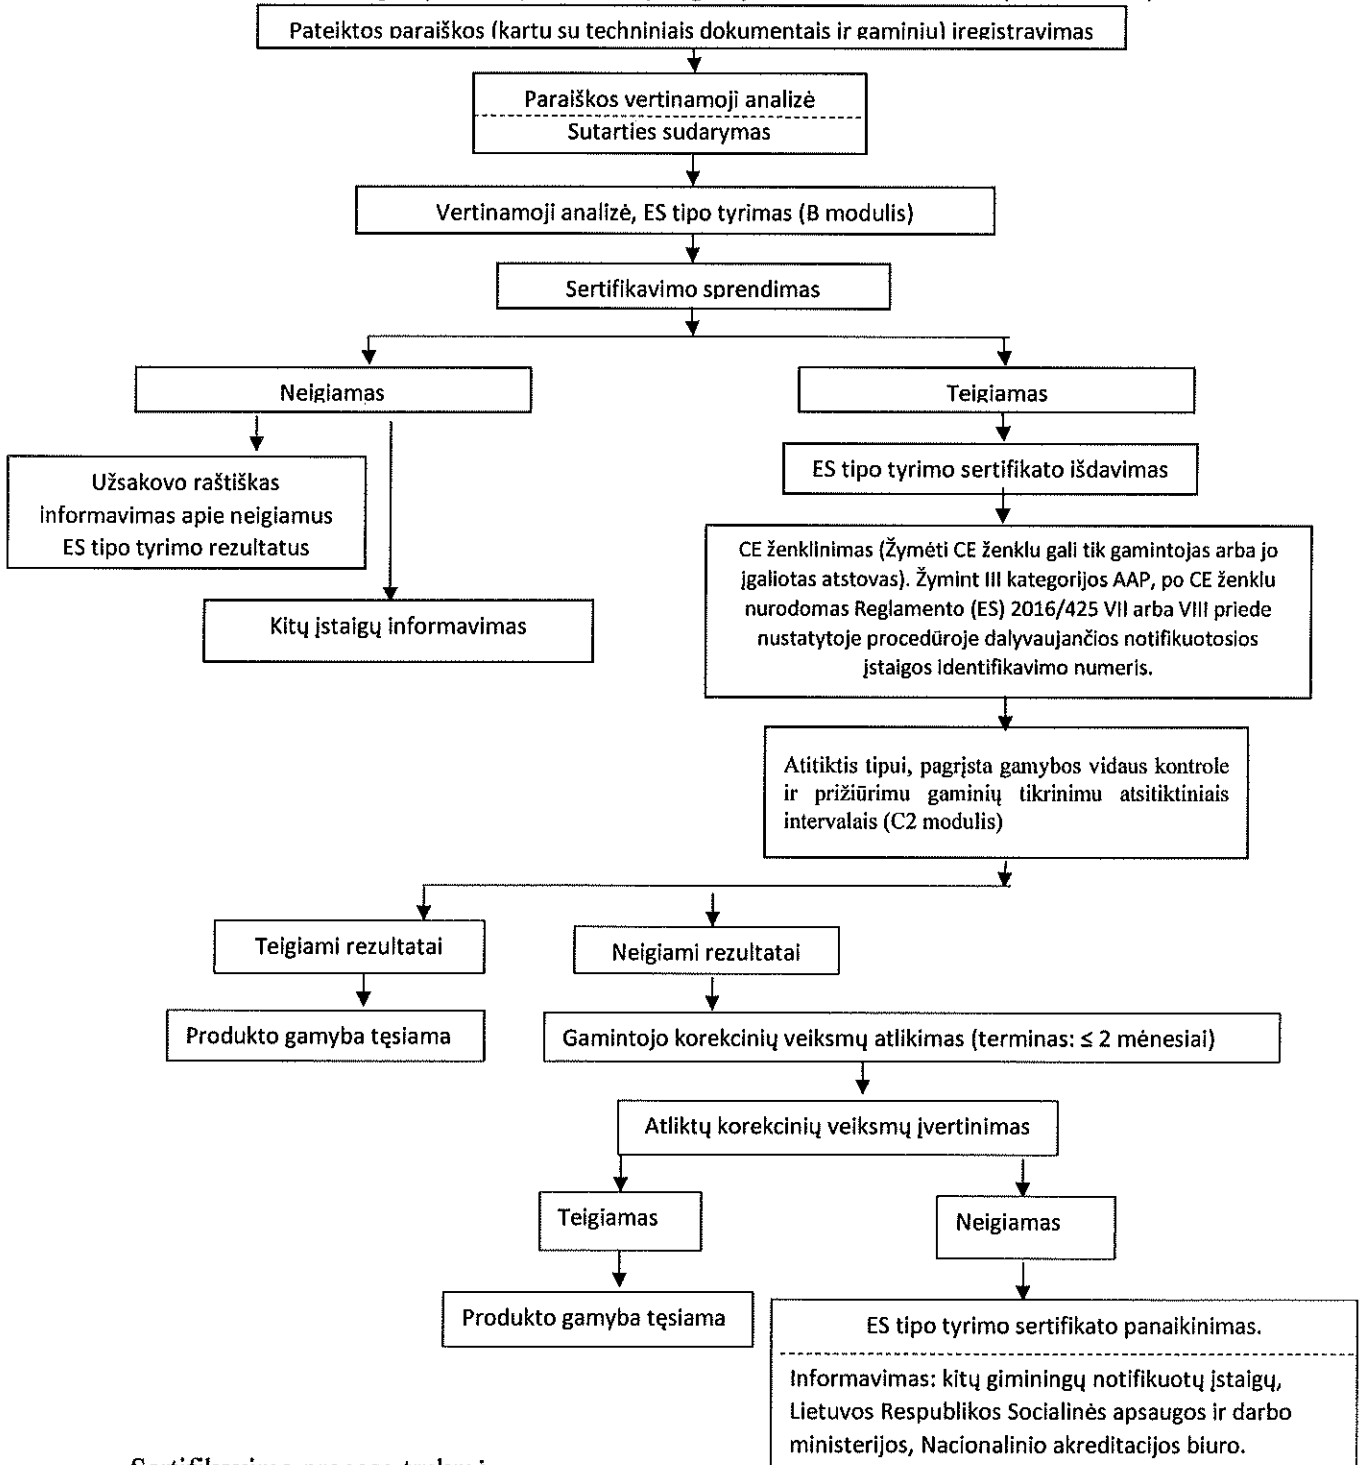 Pateiktos paraiškos (kartu su techniniais dokumentais ir gaminiu) įregistravimas
Paraiškos vertinamoji analizė
Sutarties sudarymas
Vertinamoji analizė, ES tipo tyrimas (B modulis)
Sertifikavimo sprendimas
Neigiamas
Teigiamas
Užsakovo raštiškas
informavimas apie neigiamus
ES tipo tyrimo rezultatus
Kitų įstaigų informavimas
ES tipo tyrimo sertifikato išdavimas
CE ženklinimas (Žymėti CE ženklu gali tik gamintojas arba jo
įgaliotas atstovas). Žymint III kategorijos AAP, po CE ženklu
nurodomas Reglamento (ES) 2016/425 VII arba VIII priede
nustatytoje procedūroje dalyvaujančios notifikuotosios
įstaigos identifikavimo numeris.
Atitiktis tipui, pagrįsta gamybos vidaus kontrole
ir prižiūrimu gaminių tikrinimu atsitiktiniais
intervalais (C2 modulis)
Teigiami rezultatai
Neigiami rezultatai
Produkto gamyba tęsiama
Gamintojo korekcinių veiksmų atlikimas (terminas: ≤ 2 mėnesiai)
Atliktų korekcinių veiksmų įvertinimas
Teigiamas
Neigiamas
Produkto gamyba tęsiama
ES tipo tyrimo sertifikato panaikinimas.
Informavimas: kitų giminingų notifikuotų įstaigų,
Lietuvos Respublikos Socialinės apsaugos ir darbo
ministerijos, Nacionalinio akreditacijos biuro.